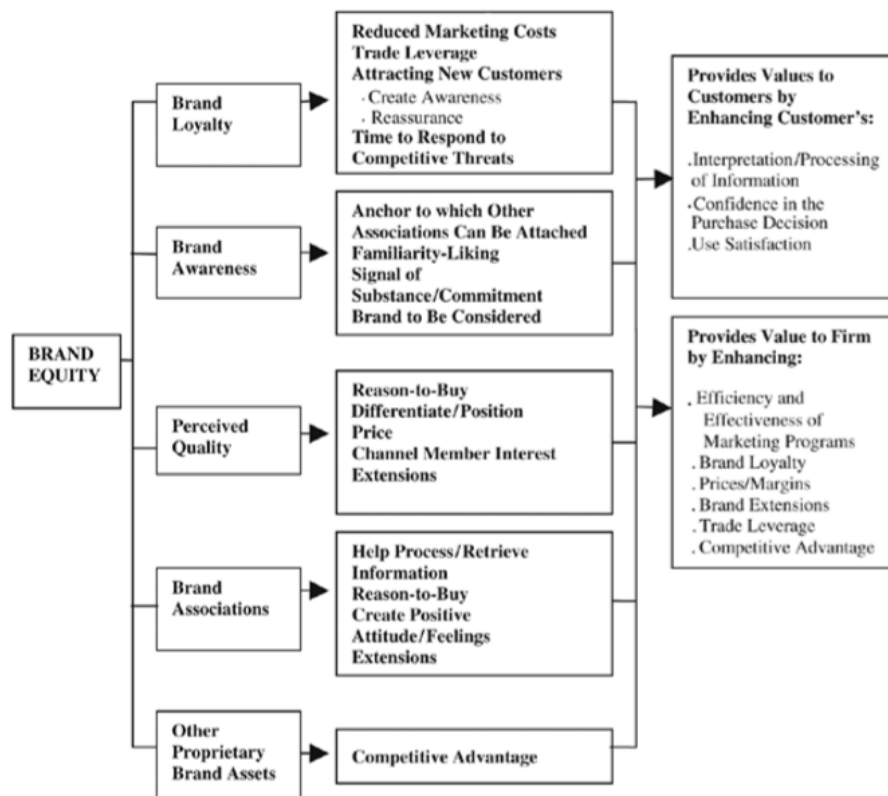 BRAND
EQUITY
Brand
Loyalty
Reduced Marketing Costs
Trade Leverage
Attracting New Customers
· Create Awareness
· Reassurance
Time to Respond to
Competitive Threats
Brand
Awareness
Anchor to which Other
Associations Can Be Attached
Familiarity-Liking
Signal of
Substance/Commitment
Brand to Be Considered
Perceived
Quality
Reason-to-Buy
Differentiate/Position
Price
Channel Member Interest
Extensions
Brand
Associations
Help Process/Retrieve
Information
Reason-to-Buy
Create Positive
Attitude/Feelings
Extensions
Other
Proprietary
Brand Assets
Competitive Advantage
Provides Values to
Customers by
Enhancing Customer's:
.Interpretation/Processing
of Information
.Confidence in the
Purchase Decision
.Use Satisfaction
Provides Value to Firm
by Enhancing:
. Efficiency and
Effectiveness of
Marketing Programs
. Brand Loyalty
. Prices/Margins
. Brand Extensions
. Trade Leverage
. Competitive Advantage